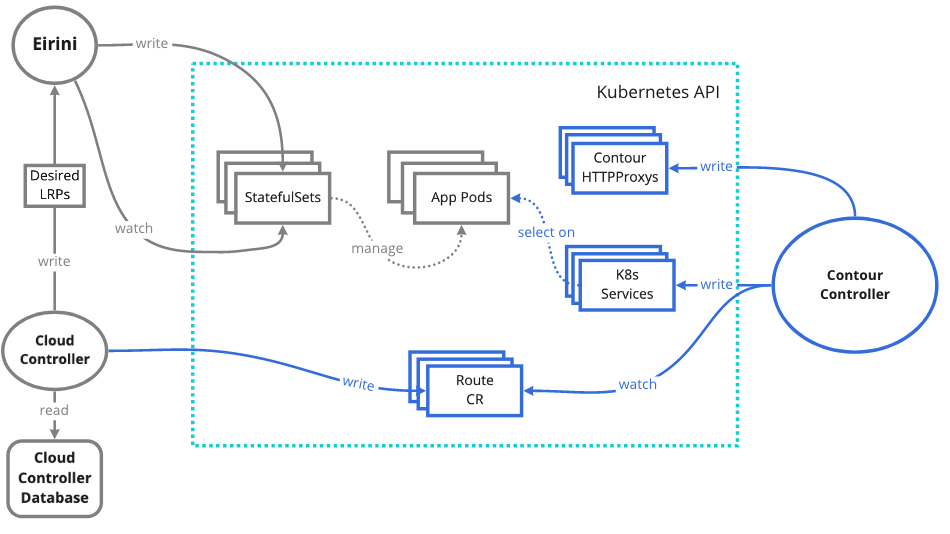 Eirini
write
Kubernetes API
Contour
HTTPProxys
write
Desired
LRPs
StatefulSets
App Pods
watch
manage
select on
write
K8s
Services
write
Contour
Controller
Cloud
Controller
write
Route
CR
watch
read
Cloud
Controller
Database